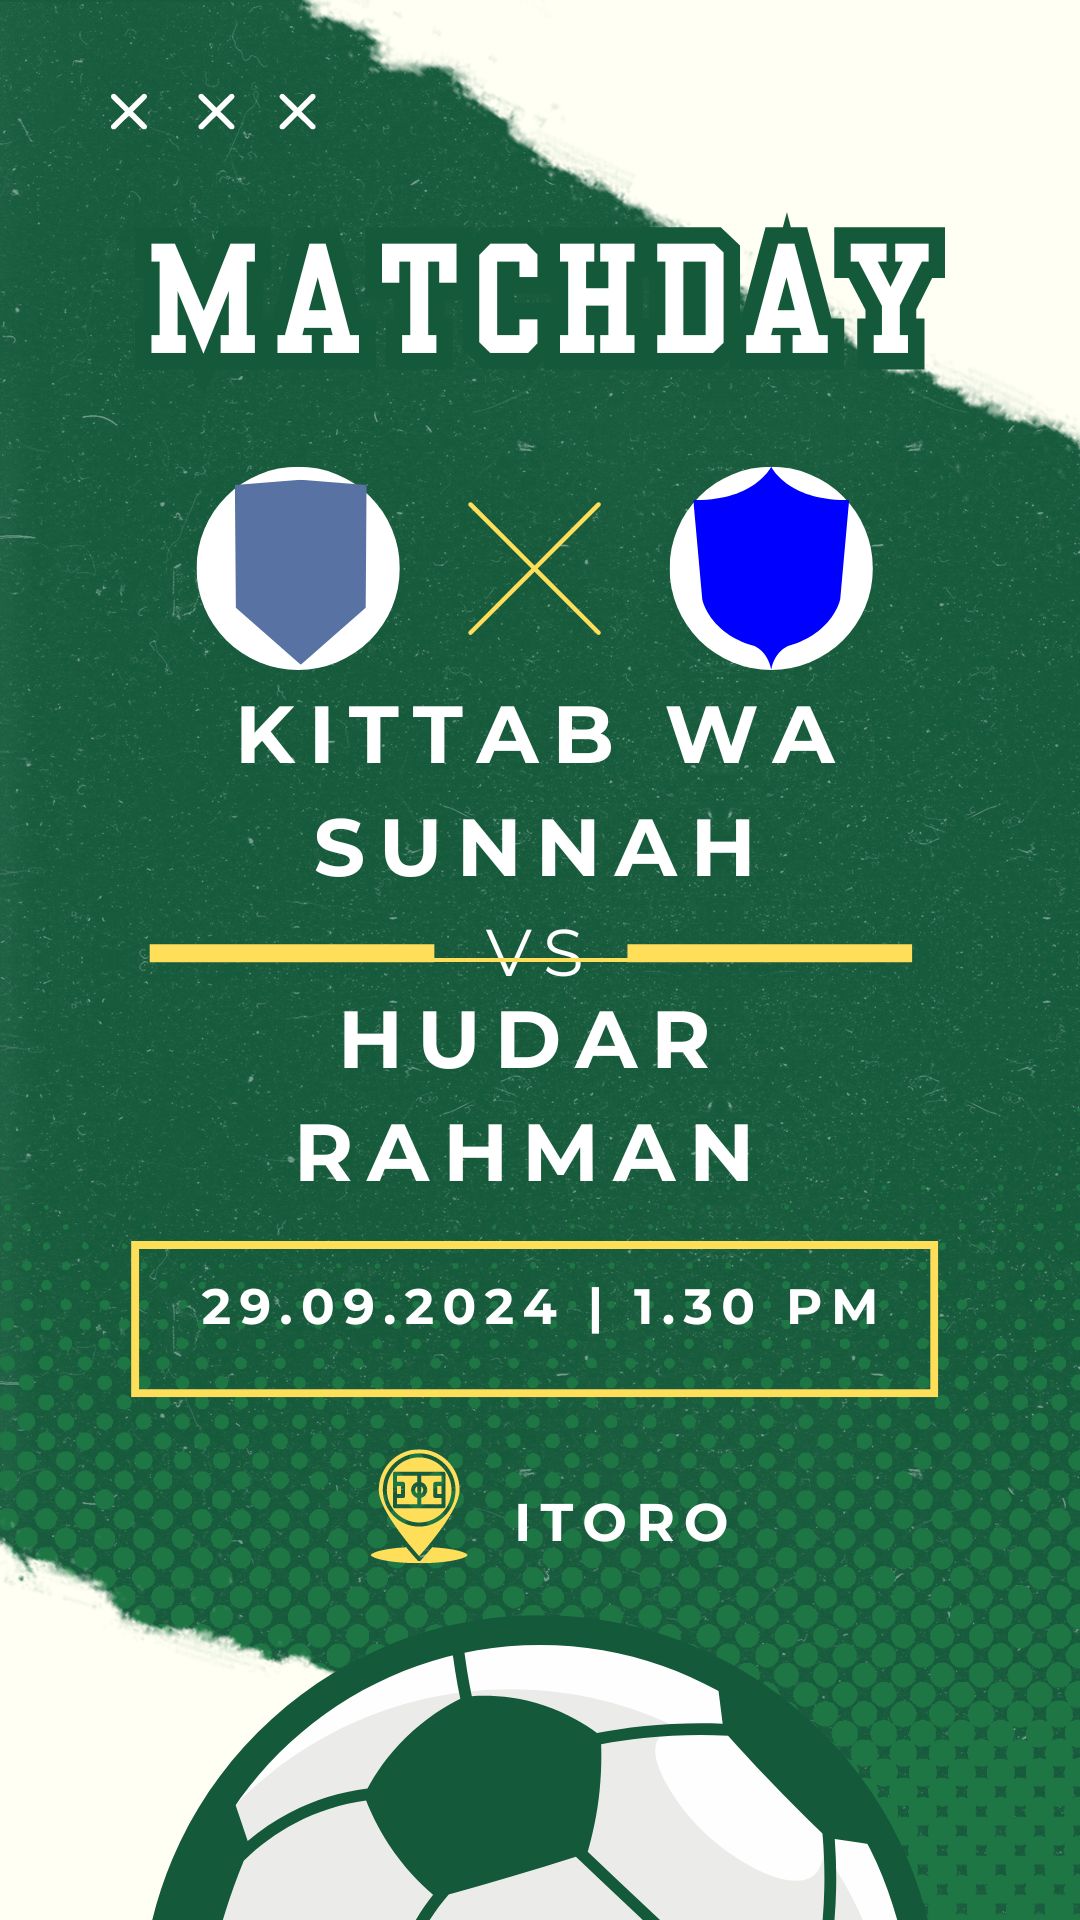 MATCHDAY
KITTAB WA
SUNNAH
VS
HUDAR
RAHMAN
29.09.2024 | 1.30 PM
ITORO